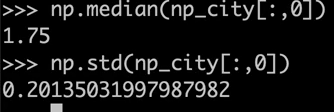 >>> np.median(np_city[:,0])
1.75
>>> np.std(np_city[:,0])
0.20135031997987982